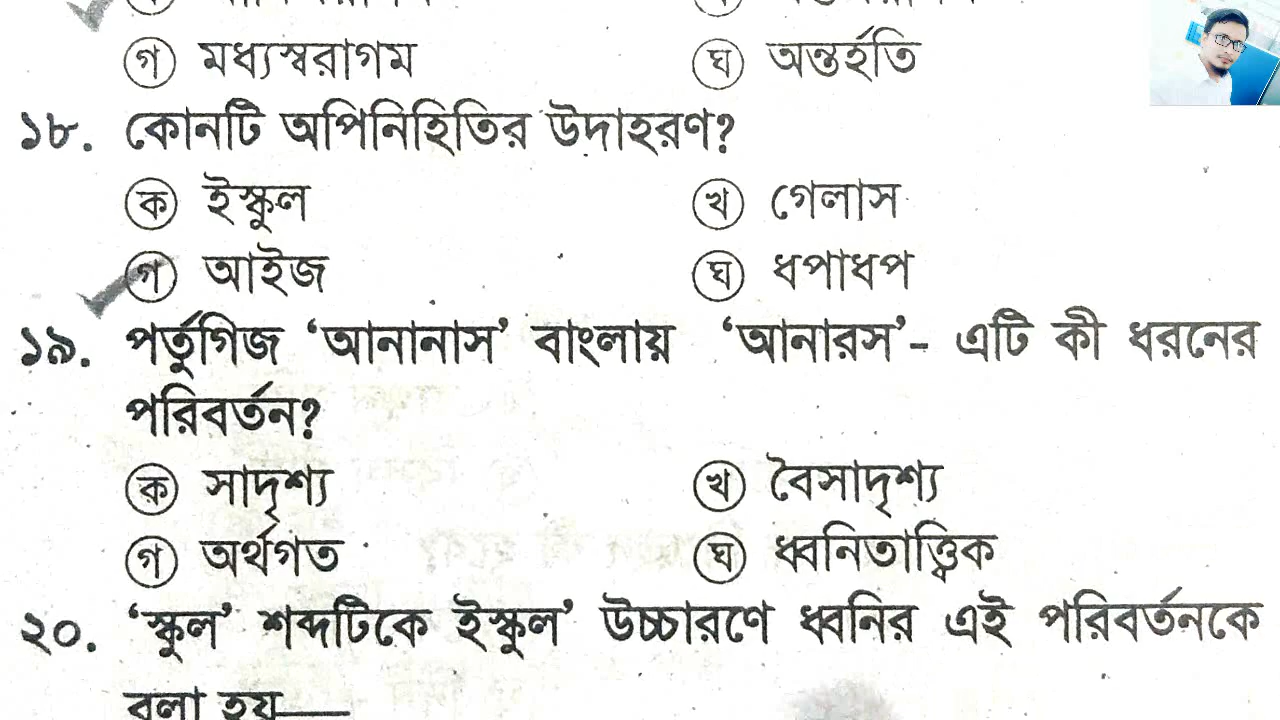 গ মধ্যস্বরাগম ঘ অন্তর্হতি
১৮. কোনটি অপিনিহিতির উদাহরণ?
ক ইস্কুল খ গেলাস
গ আইজ ঘ ধপাধপ
১৯. পর্তুগিজ ‘আনানাস’ বাংলায় ‘আনারস’- এটি কী ধরনের
পরিবর্তন?
ক সাদৃশ্য খ বৈসাদৃশ্য
গ অর্থগত ঘ ধ্বনিতাত্ত্বিক
২০. ‘স্কুল’ শব্দটিকে ইস্কুল’ উচ্চারণে ধ্বনির এই পরিবর্তনকে
বলা হয়—